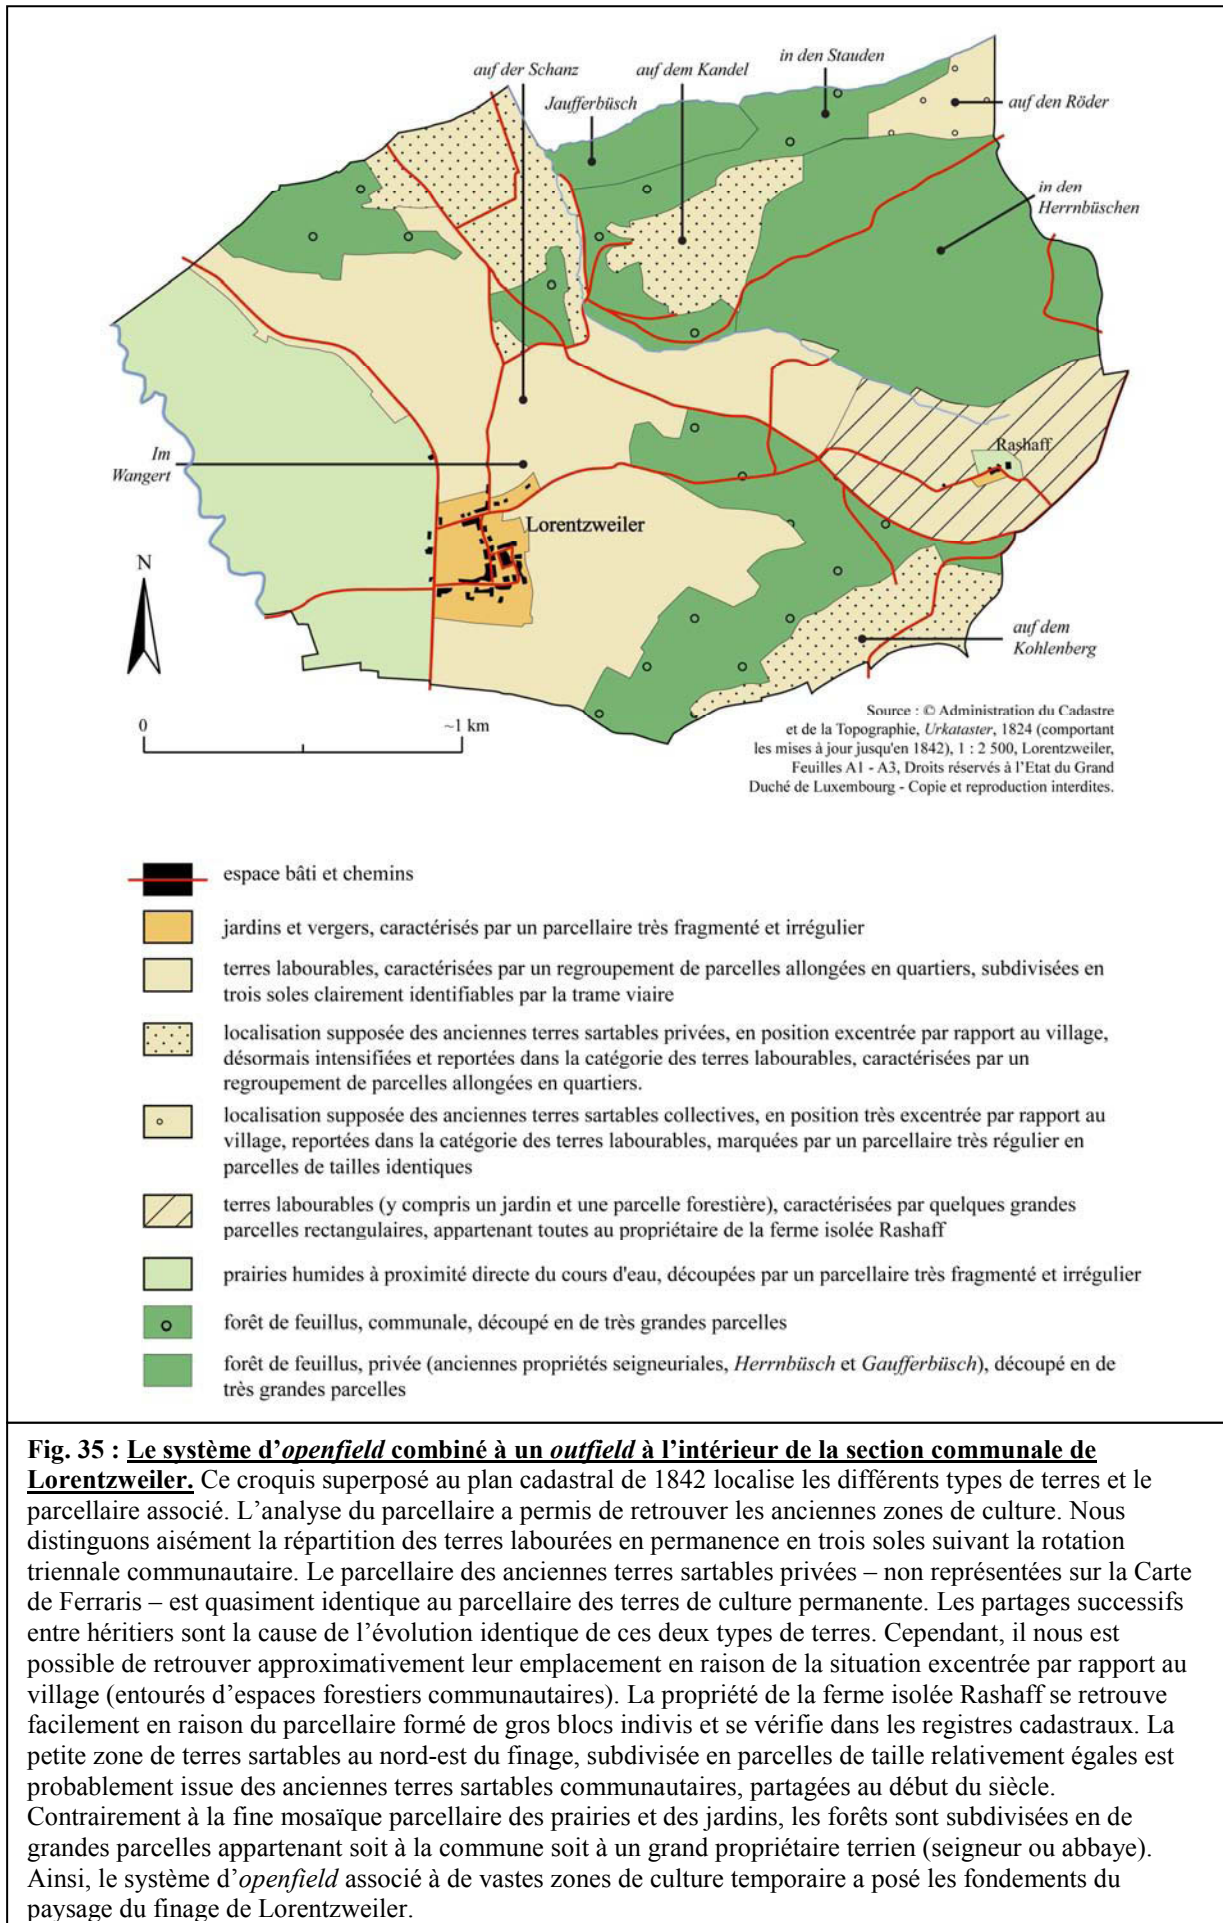 auf der Schanz
auf dem Kandel
in den Stauden
Jaufferbüsch
auf den Röder
in den
Herrnbüschen
Im
Wangert
Rashaff
Lorentzweiler
N
auf dem
Kohlenberg
0
~1 km
Source : © Administration du Cadastre
et de la Topographie, Urkataster, 1824 (comportant
les mises à jour jusqu'en 1842), 1 : 2 500, Lorentzweiler,
Feuilles A1 - A3, Droits réservés à l'Etat du Grand
Duché de Luxembourg - Copie et reproduction interdites.
espace bâti et chemins
jardins et vergers, caractérisés par un parcellaire très fragmenté et irrégulier
terres labourables, caractérisées par un regroupement de parcelles allongées en quartiers, subdivisées en
trois soles clairement identifiables par la trame viaire
localisation supposée des anciennes terres sartables privées, en position excentrée par rapport au village,
désormais intensifiées et reportées dans la catégorie des terres labourables, caractérisées par un
regroupement de parcelles allongées en quartiers.
localisation supposée des anciennes terres sartables collectives, en position très excentrée par rapport au
village, reportées dans la catégorie des terres labourables, marquées par un parcellaire très régulier en
parcelles de tailles identiques
terres labourables (y compris un jardin et une parcelle forestière), caractérisées par quelques grandes
parcelles rectangulaires, appartenant toutes au propriétaire de la ferme isolée Rashaff
prairies humides à proximité directe du cours d'eau, découpées par un parcellaire très fragmenté et irrégulier
forêt de feuillus, communale, découpé en de très grandes parcelles
forêt de feuillus, privée (anciennes propriétés seigneuriales, Herrnbüsch et Gaufferbüsch), découpé en de
très grandes parcelles
Fig. 35 : Le système d'openfield combiné à un outfield à l'intérieur de la section communale de
Lorentzweiler. Ce croquis superposé au plan cadastral de 1842 localise les différents types de terres et le
parcellaire associé. L'analyse du parcellaire a permis de retrouver les anciennes zones de culture. Nous
distinguons aisément la répartition des terres labourées en permanence en trois soles suivant la rotation
triennale communautaire. Le parcellaire des anciennes terres sartables privées – non représentées sur la Carte
de Ferraris – est quasiment identique au parcellaire des terres de culture permanente. Les partages successifs
entre héritiers sont la cause de l'évolution identique de ces deux types de terres. Cependant, il nous est
possible de retrouver approximativement leur emplacement en raison de la situation excentrée par rapport au
village (entourés d'espaces forestiers communautaires). La propriété de la ferme isolée Rashaff se retrouve
facilement en raison du parcellaire formé de gros blocs indivis et se vérifie dans les registres cadastraux. La
petite zone de terres sartables au nord-est du finage, subdivisée en parcelles de taille relativement égales est
probablement issue des anciennes terres sartables communautaires, partagées au début du siècle.
Contrairement à la fine mosaïque parcellaire des prairies et des jardins, les forêts sont subdivisées en de
grandes parcelles appartenant soit à la commune soit à un grand propriétaire terrien (seigneur ou abbaye).
Ainsi, le système d'openfield associé à de vastes zones de culture temporaire a posé les fondements du
paysage du finage de Lorentzweiler.